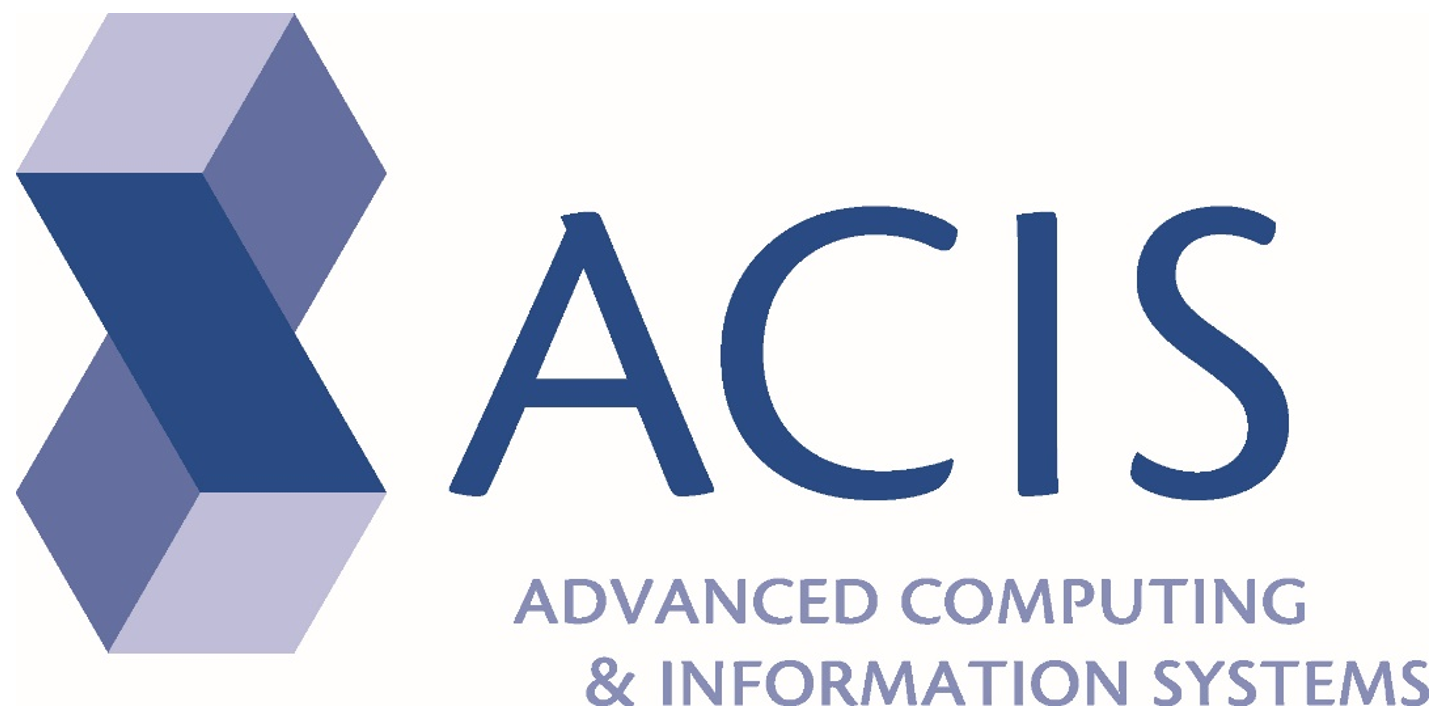 ACIS
ADVANCED COMPUTING
& INFORMATION SYSTEMS